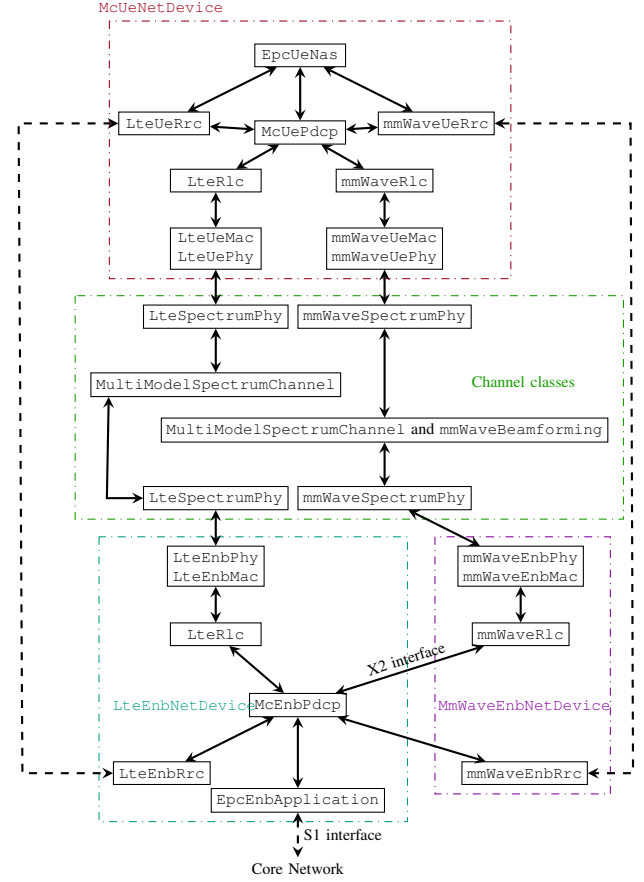 McUeNetDevice
EpcUeNas
LteUeRrc
McUePdcp
mmWaveUeRrc
LteRlc
mmWaveRlc
LteUeMac
LteUePhy
mmWaveUeMac
mmWaveUePhy
LteSpectrumPhy
mmWaveSpectrumPhy
MultiModelSpectrumChannel
Channel classes
MultiModelSpectrumChannel and mmWaveBeamforming
LteSpectrumPhy
mmWaveSpectrumPhy
LteEnbPhy
LteEnbMac
mmWaveEnbPhy
mmWaveEnbMac
LteRlc
mmWaveRlc
X2 interface
LteEnbNetDevice
McEnbPdcp
MmWaveEnbNetDevice
LteEnbRrc
mmWaveEnbRrc
EpcEnbApplication
S1 interface
Core Network